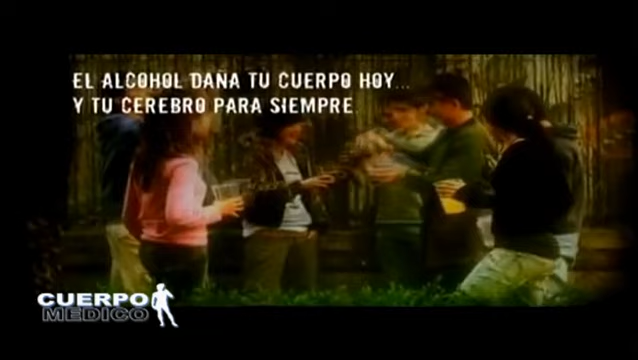 EL ALCOHOL DAÑA TU CUERPO HOY...
Y TU CEREBRO PARA SIEMPRE.
CUERPO
MEDICO